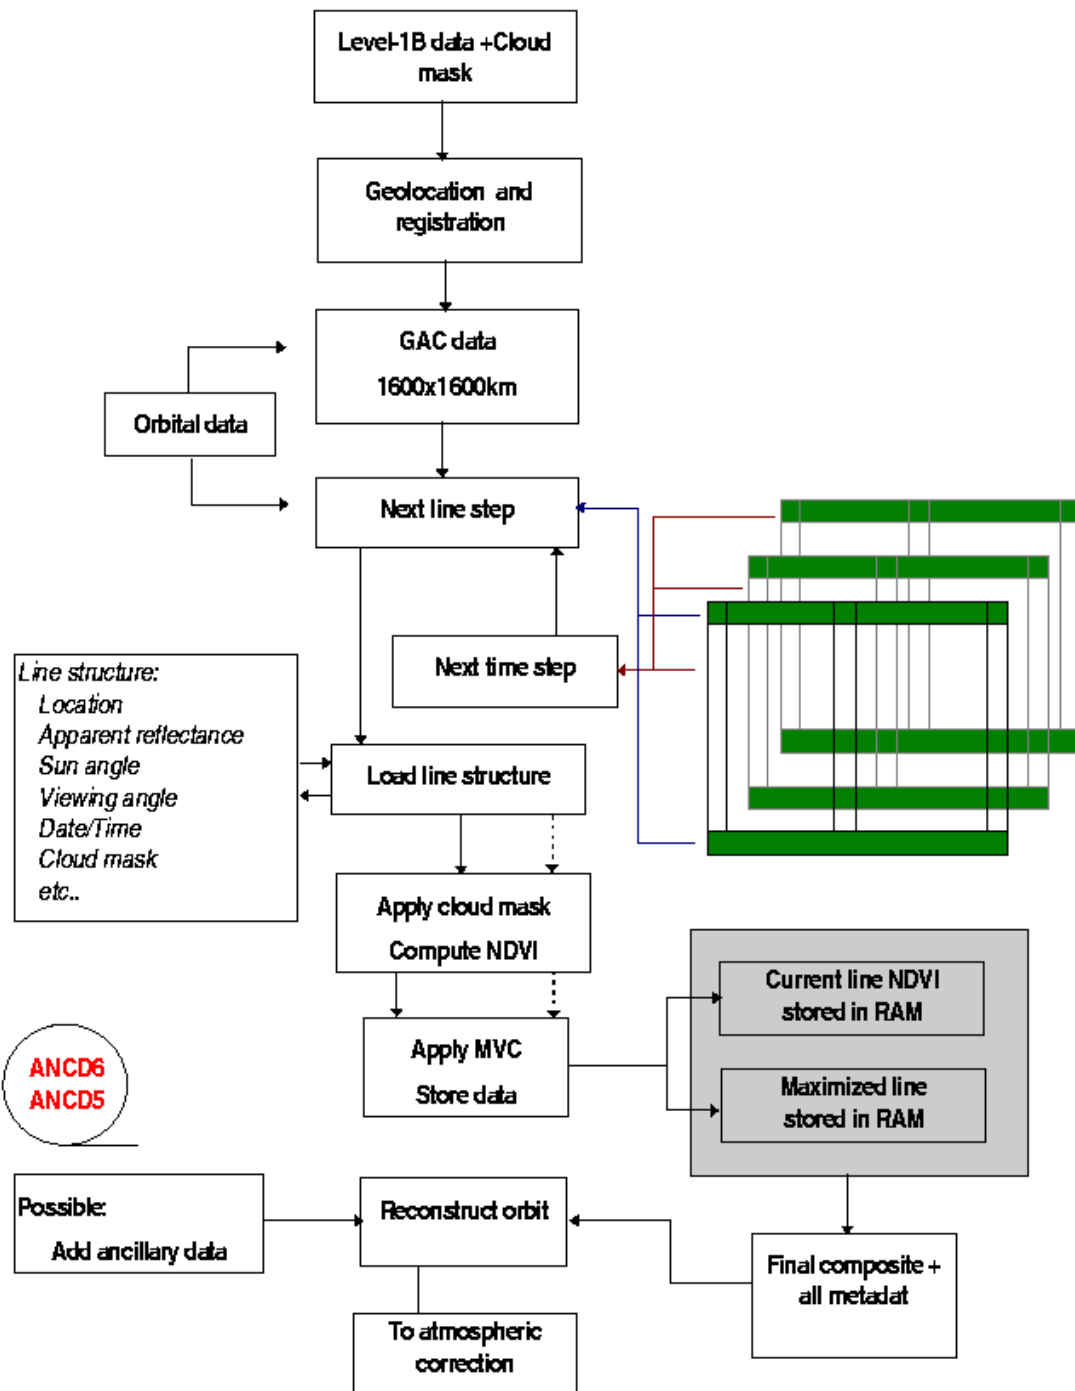 Level-1B data +Cloud
mask
Geolocation and
registration
GAC data
1600x1600km
Orbital data
Next line step
Next time step
Line structure:
Location
Apparent reflectance
Sun angle
Viewing angle
Date/Time
Cloud mask
etc..
Load line structure
Apply cloud mask
Compute NDVI
Current line NDVI
stored in RAM
Apply MVC
Store data
Maximized line
stored in RAM
ANCD6
ANCD5
Possible:
Add ancillary data
Reconstruct orbit
Final composite +
all metadat
To atmospheric
correction